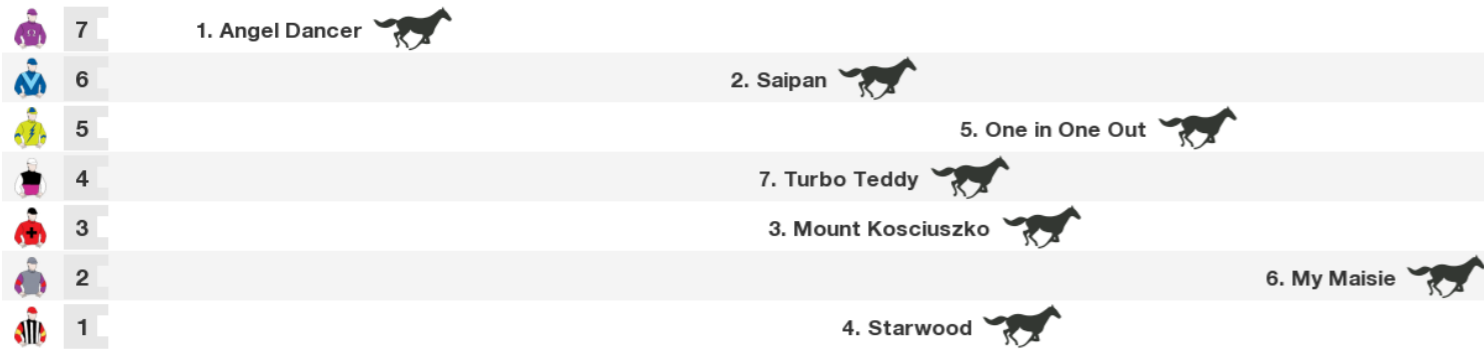 7 1. Angel Dancer
6 2. Saipan
5 5. One in One Out
4 7. Turbo Teddy
3 3. Mount Kosciuszko
2 6. My Maisie
1 4. Starwood